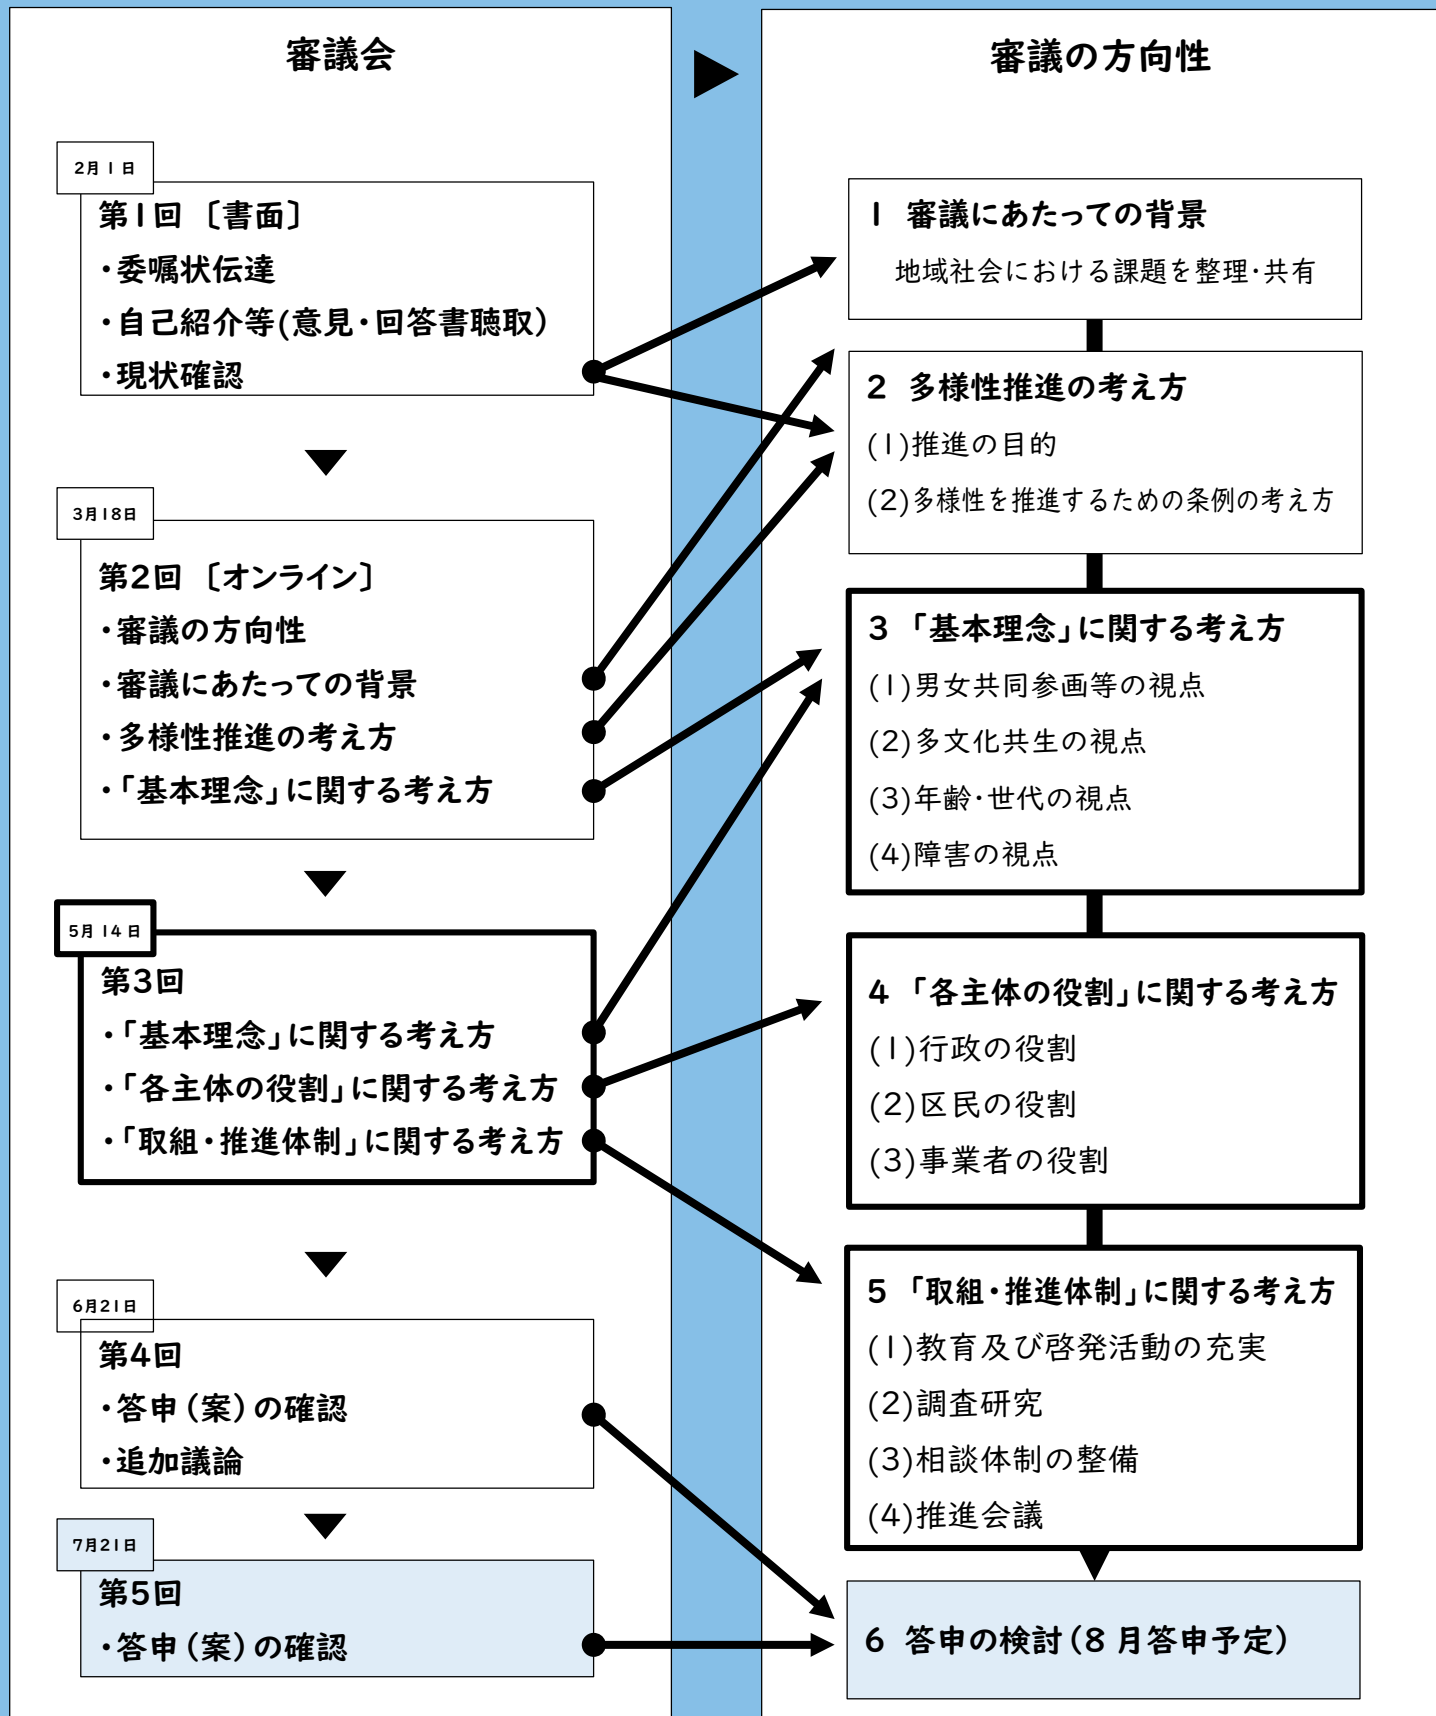 審議会
2月1日
第1回 〔書面〕
・委嘱状伝達
・自己紹介等(意見・回答書聴取)
・現状確認
3月18日
第2回 〔オンライン〕
・審議の方向性
・審議にあたっての背景
・多様性推進の考え方
・「基本理念」に関する考え方
5月14日
第3回
・「基本理念」に関する考え方
・「各主体の役割」に関する考え方
・「取組・推進体制」に関する考え方
6月21日
第4回
・答申(案)の確認
・追加議論
7月21日
第5回
・答申(案)の確認
審議の方向性
1 審議にあたっての背景
地域社会における課題を整理・共有
2 多様性推進の考え方
(1)推進の目的
(2)多様性を推進するための条例の考え方
3 「基本理念」に関する考え方
(1)男女共同参画等の視点
(2)多文化共生の視点
(3)年齢・世代の視点
(4)障害の視点
4 「各主体の役割」に関する考え方
(1)行政の役割
(2)区民の役割
(3)事業者の役割
5 「取組・推進体制」に関する考え方
(1)教育及び啓発活動の充実
(2)調査研究
(3)相談体制の整備
(4)推進会議
6 答申の検討(8月答申予定)